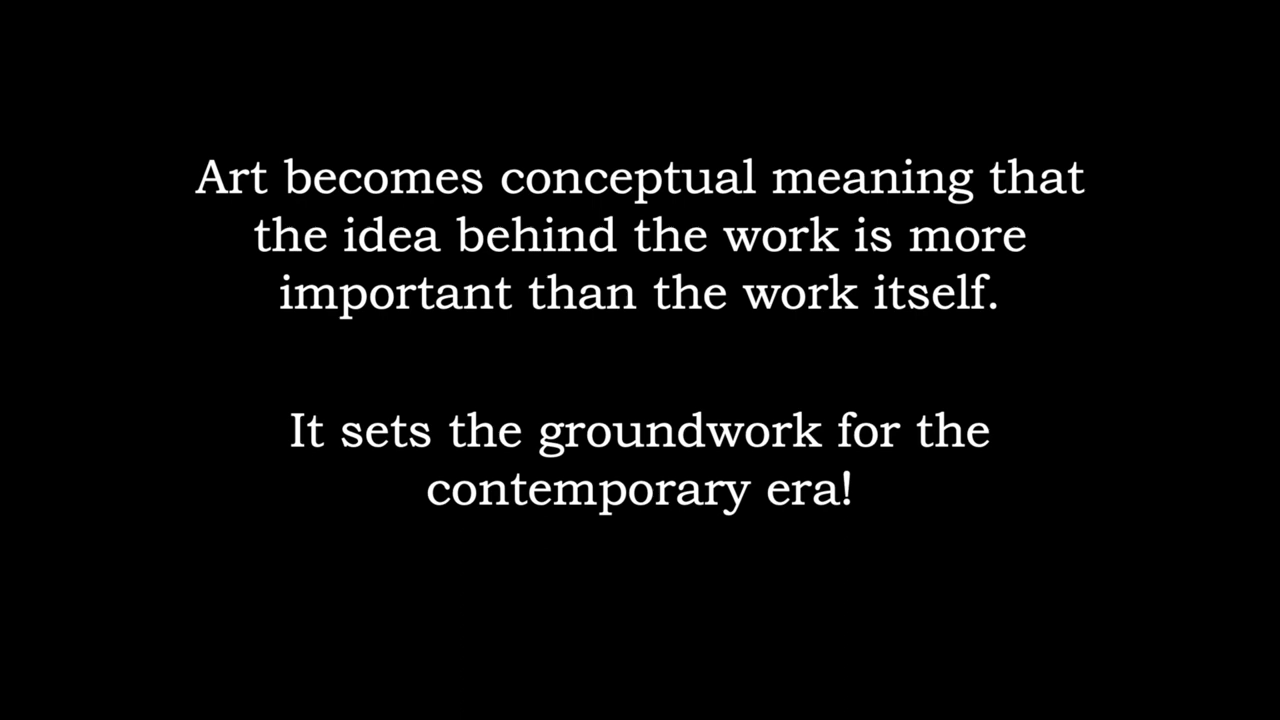 Art becomes conceptual meaning that
the idea behind the work is more
important than the work itself.
It sets the groundwork for the
contemporary era!